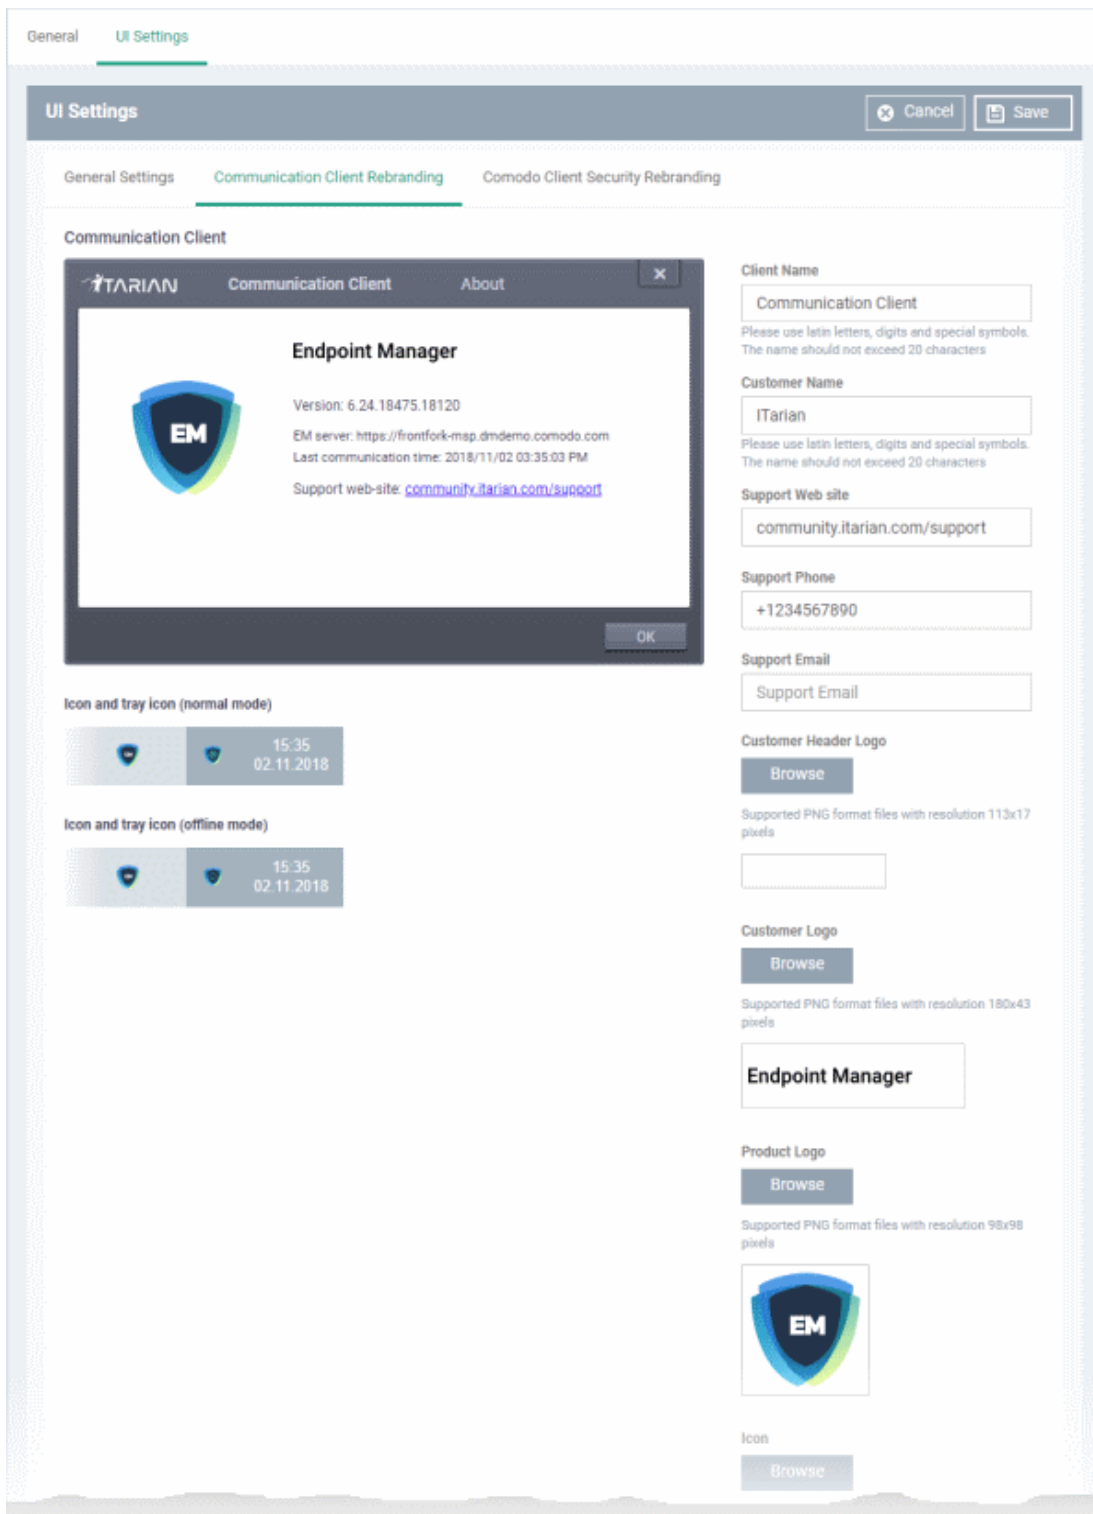 General UI Settings
UI Settings Cancel Save
General Settings Communication Client Rebranding Comodo Client Security Rebranding
Communication Client
ITARIAN Communication Client About
Endpoint Manager
EM
Version: 6.24.18475.18120
EM server: https://frontfork-msp.dmdemo.comodo.com
Last communication time: 2018/11/02 03:35:03 PM
Support web-site: community.itarian.com/support
OK
Icon and tray icon (normal mode)
15:35
02.11.2018
Icon and tray icon (offline mode)
15:35
02.11.2018
Client Name
Communication Client
Please use latin letters, digits and special symbols.
The name should not exceed 20 characters
Customer Name
ITarian
Please use latin letters, digits and special symbols.
The name should not exceed 20 characters
Support Web site
community.itarian.com/support
Support Phone
+1234567890
Support Email
Support Email
Customer Header Logo
Browse
Supported PNG format files with resolution 113x17
pixels
Customer Logo
Browse
Supported PNG format files with resolution 180x43
pixels
Endpoint Manager
Product Logo
Browse
Supported PNG format files with resolution 98x98
pixels
EM
Icon
Browse